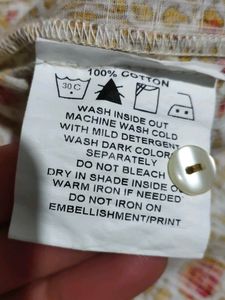 100% COTTON
30 C
WASH INSIDE OUT
MACHINE WASH COLD
WITH MILD DETERGENT
WASH DARK COLORS
SEPARATELY
DO NOT BLEACH
DRY IN SHADE INSIDE O
WARM IRON IF NEEDED
DO NOT IRON ON
EMBELLISHMENT/PRINT